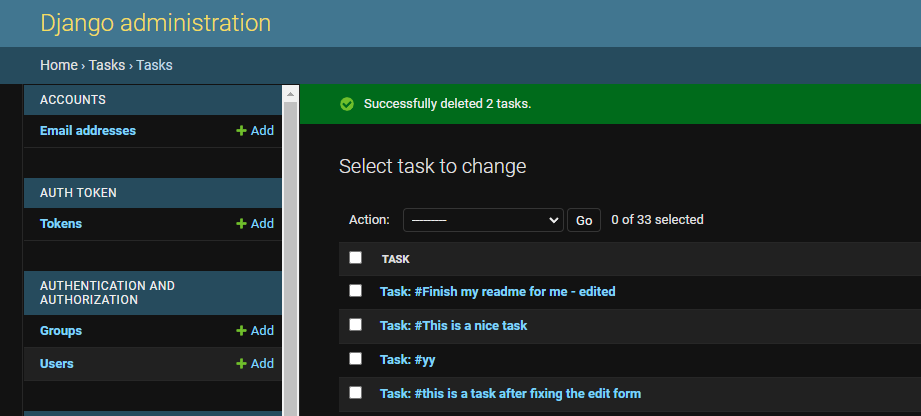 Django administration
Home › Tasks › Tasks
ACCOUNTS
Email addresses
+ Add
AUTH TOKEN
Tokens
+ Add
AUTHENTICATION AND
AUTHORIZATION
Groups
+ Add
Users
+ Add
Successfully deleted 2 tasks.
Select task to change
Action: --------- Go 0 of 33 selected
TASK
Task: #Finish my readme for me - edited
Task: #This is a nice task
Task: #yy
Task: #this is a task after fixing the edit form